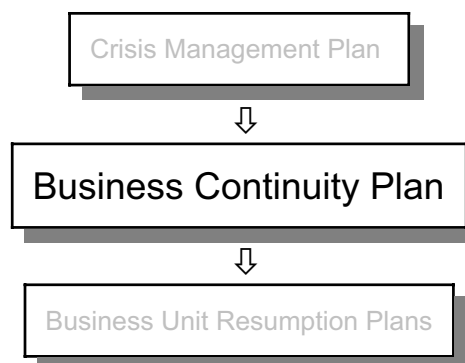 Crisis Management Plan
Business Continuity Plan
Business Unit Resumption Plans